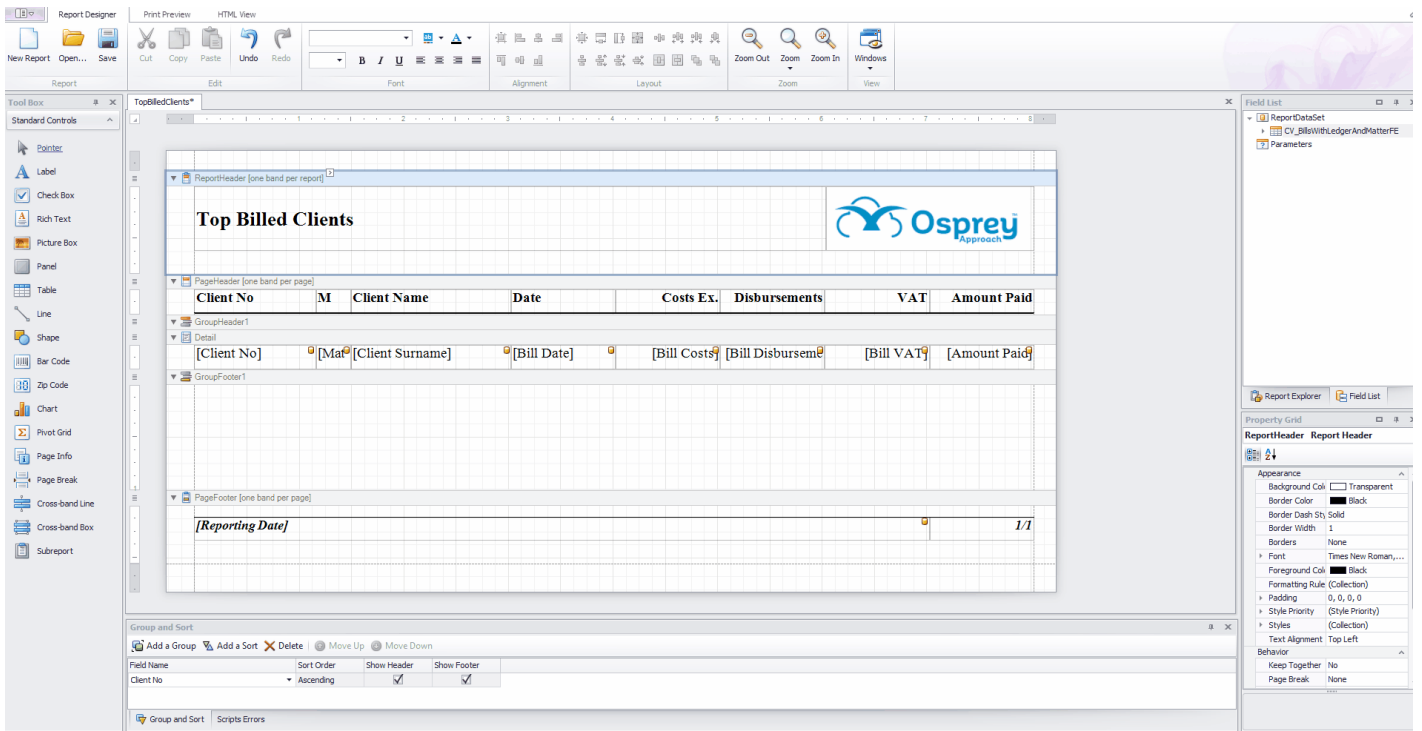 Report Designer Print Preview HTML View
New Report Open... Save Cut Copy Paste Undo Redo B I U Zoom Out Zoom Zoom In Windows
Report Edit Font Alignment Layout Zoom View
Tool Box
Standard Controls
Pointer
Label
Check Box
Rich Text
Picture Box
Panel
Table
Line
Shape
Bar Code
Zip Code
Chart
Pivot Grid
Page Info
Page Break
Cross-band Line
Cross-band Box
Subreport
TopBilledClients*
1 2 3 4 5 6 7 8
ReportHeader [one band per report]
Top Billed Clients
Osprey
Approach
PageHeader [one band per page]
Client No M Client Name Date Costs Ex. Disbursements VAT Amount Paid
GroupHeader1
Detail
[Client No] [Mat [Client Surname] [Bill Date] [Bill Costs] [Bill Disburseme [Bill VAT] [Amount Paid]
GroupFooter1
PageFooter [one band per page]
[Reporting Date] 1/1
Group and Sort
Add a Group Add a Sort Delete Move Up Move Down
Field Name Sort Order Show Header Show Footer
Client No Ascending
Group and Sort Scripts Errors
Field List
ReportDataSet
CV_BillsWithLedgerAndMatterFE
Parameters
Report Explorer Field List
Property Grid
ReportHeader Report Header
Appearance
Background Col Transparent
Border Color Black
Border Dash Sty Solid
Border Width 1
Borders None
Font Times New Roman,...
Foreground Col Black
Formatting Rule (Collection)
Padding 0, 0, 0, 0
Style Priority (Style Priority)
Styles (Collection)
Text Alignment Top Left
Behavior
Keep Together No
Page Break None